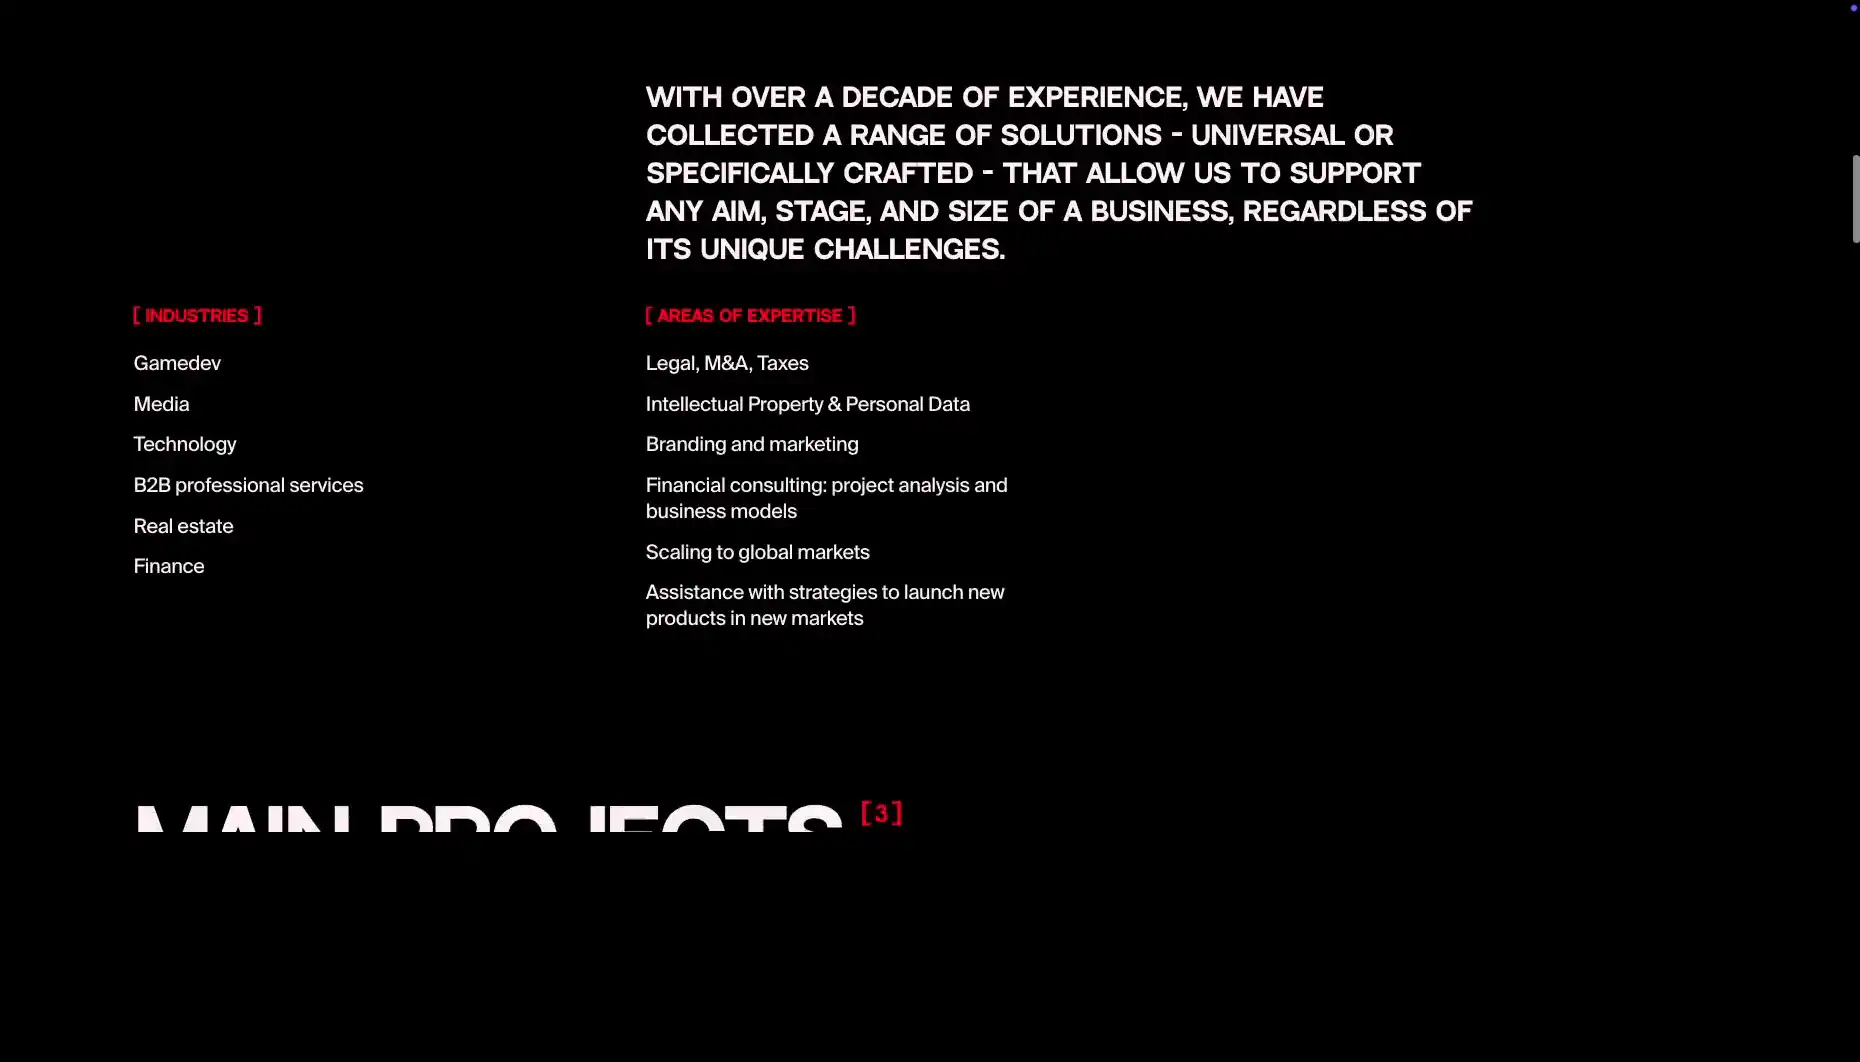 WITH OVER A DECADE OF EXPERIENCE, WE HAVE
COLLECTED A RANGE OF SOLUTIONS - UNIVERSAL OR
SPECIFICALLY CRAFTED - THAT ALLOW US TO SUPPORT
ANY AIM, STAGE, AND SIZE OF A BUSINESS, REGARDLESS OF
ITS UNIQUE CHALLENGES.
[ INDUSTRIES ]
Gamedev
Media
Technology
B2B professional services
Real estate
Finance
[ AREAS OF EXPERTISE ]
Legal, M&A, Taxes
Intellectual Property & Personal Data
Branding and marketing
Financial consulting: project analysis and
business models
Scaling to global markets
Assistance with strategies to launch new
products in new markets
MAIN PROJECTS [3]